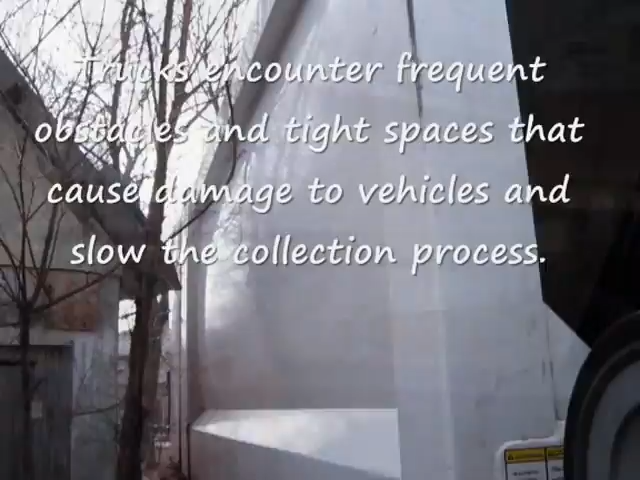 Trucks encounter frequent
obstacles and tight spaces that
cause damage to vehicles and
slow the collection process.